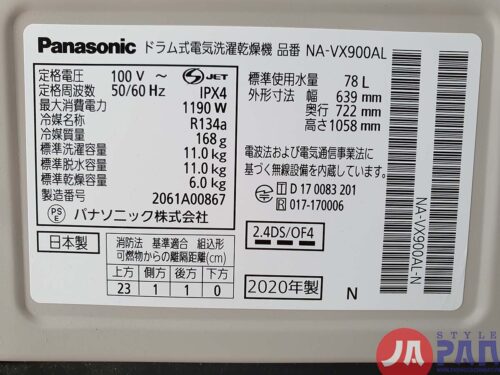 Panasonic ドラム式電気洗濯乾燥機 品番 NA-VX900AL
定格電圧 100 V ～
定格周波数 50/60 Hz
最大消費電力 1190 W
冷媒名称 R134a
冷媒質量 168 g
標準洗濯容量 11.0 kg
標準脱水容量 11.0 kg
標準乾燥容量 6.0 kg
製造番号 2061A00867
S JET
IPX4
PS E パナソニック株式会社
標準使用水量 78 L
外形寸法 幅 639 mm
奥行 722 mm
高さ 1058 mm
電波法および電気通信事業法に
基づく無線設備を内蔵しています。
T D 17 0083 201
R 017-170006
2.4DS/OF4
日本製
消防法 基準適合 組込形
可燃物からの離隔距離(cm)
上方 側方 後方 下方
23 1 1 0
2020年製
N
NA-VX900AL-N
STYLE
JA PAN